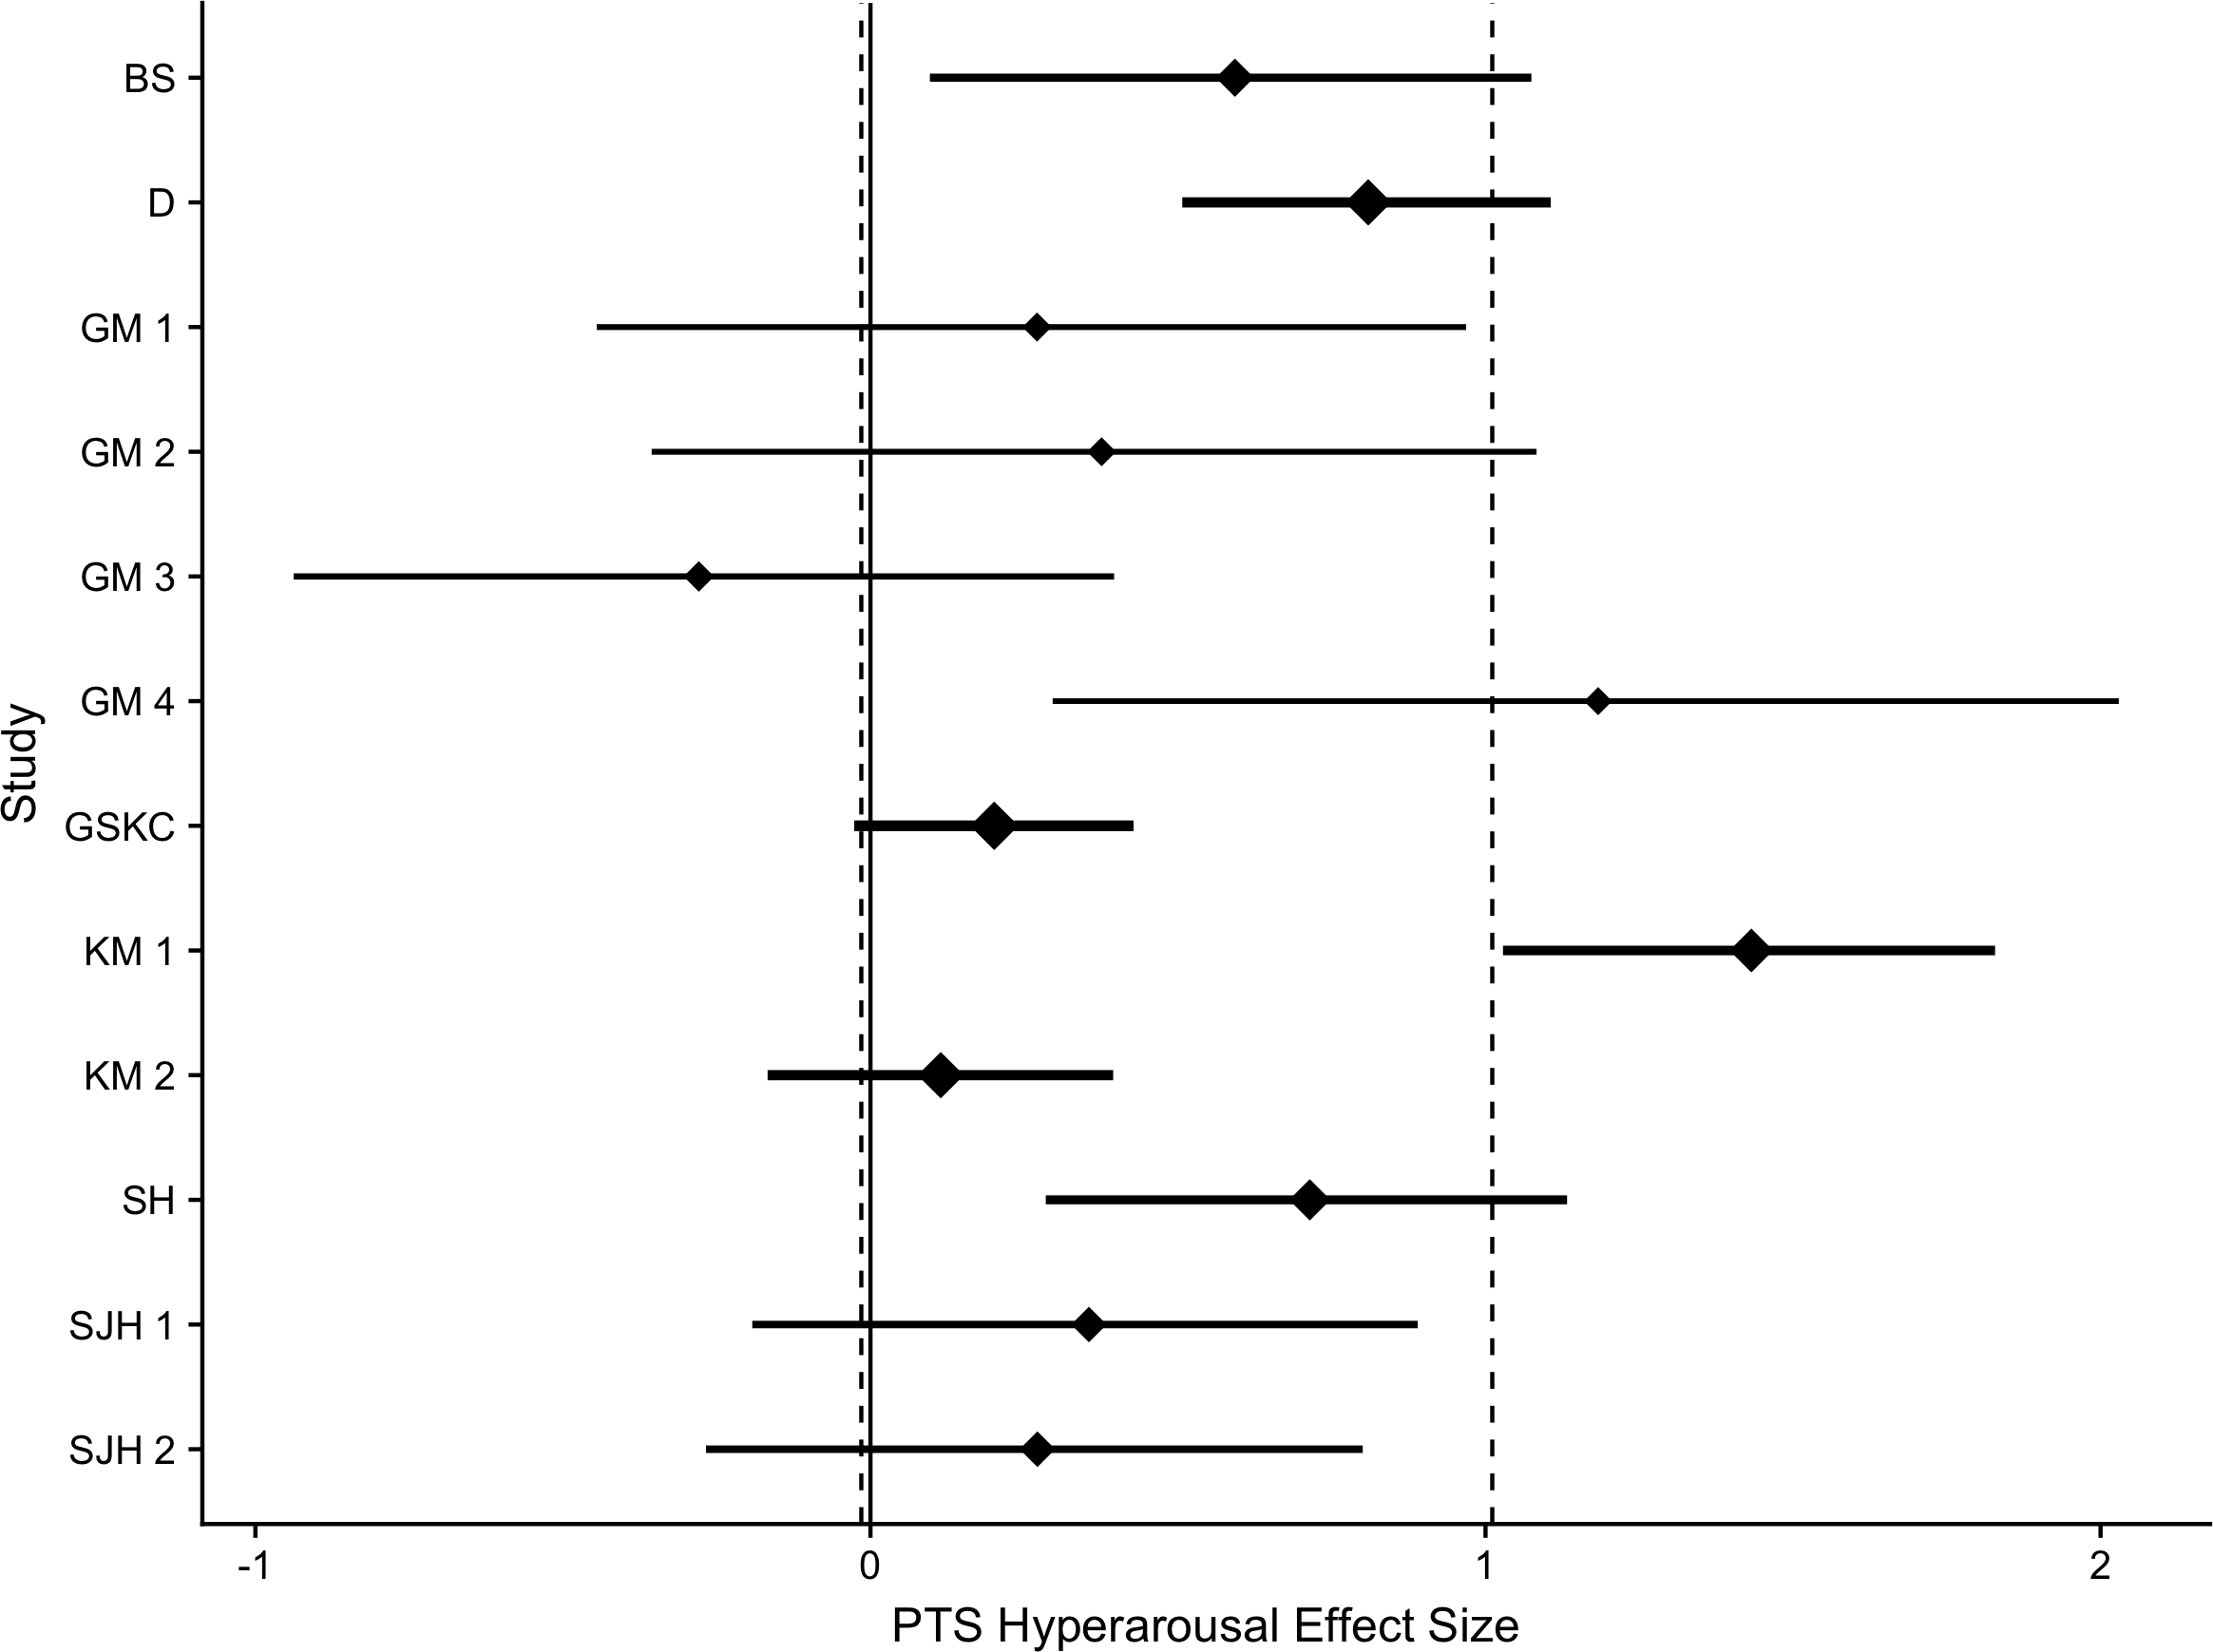 BS
D
GM 1
GM 2
GM 3
GM 4
GSKC
KM 1
KM 2
SH
SJH 1
SJH 2
Study
-1 0 1 2
PTS Hyperarousal Effect Size